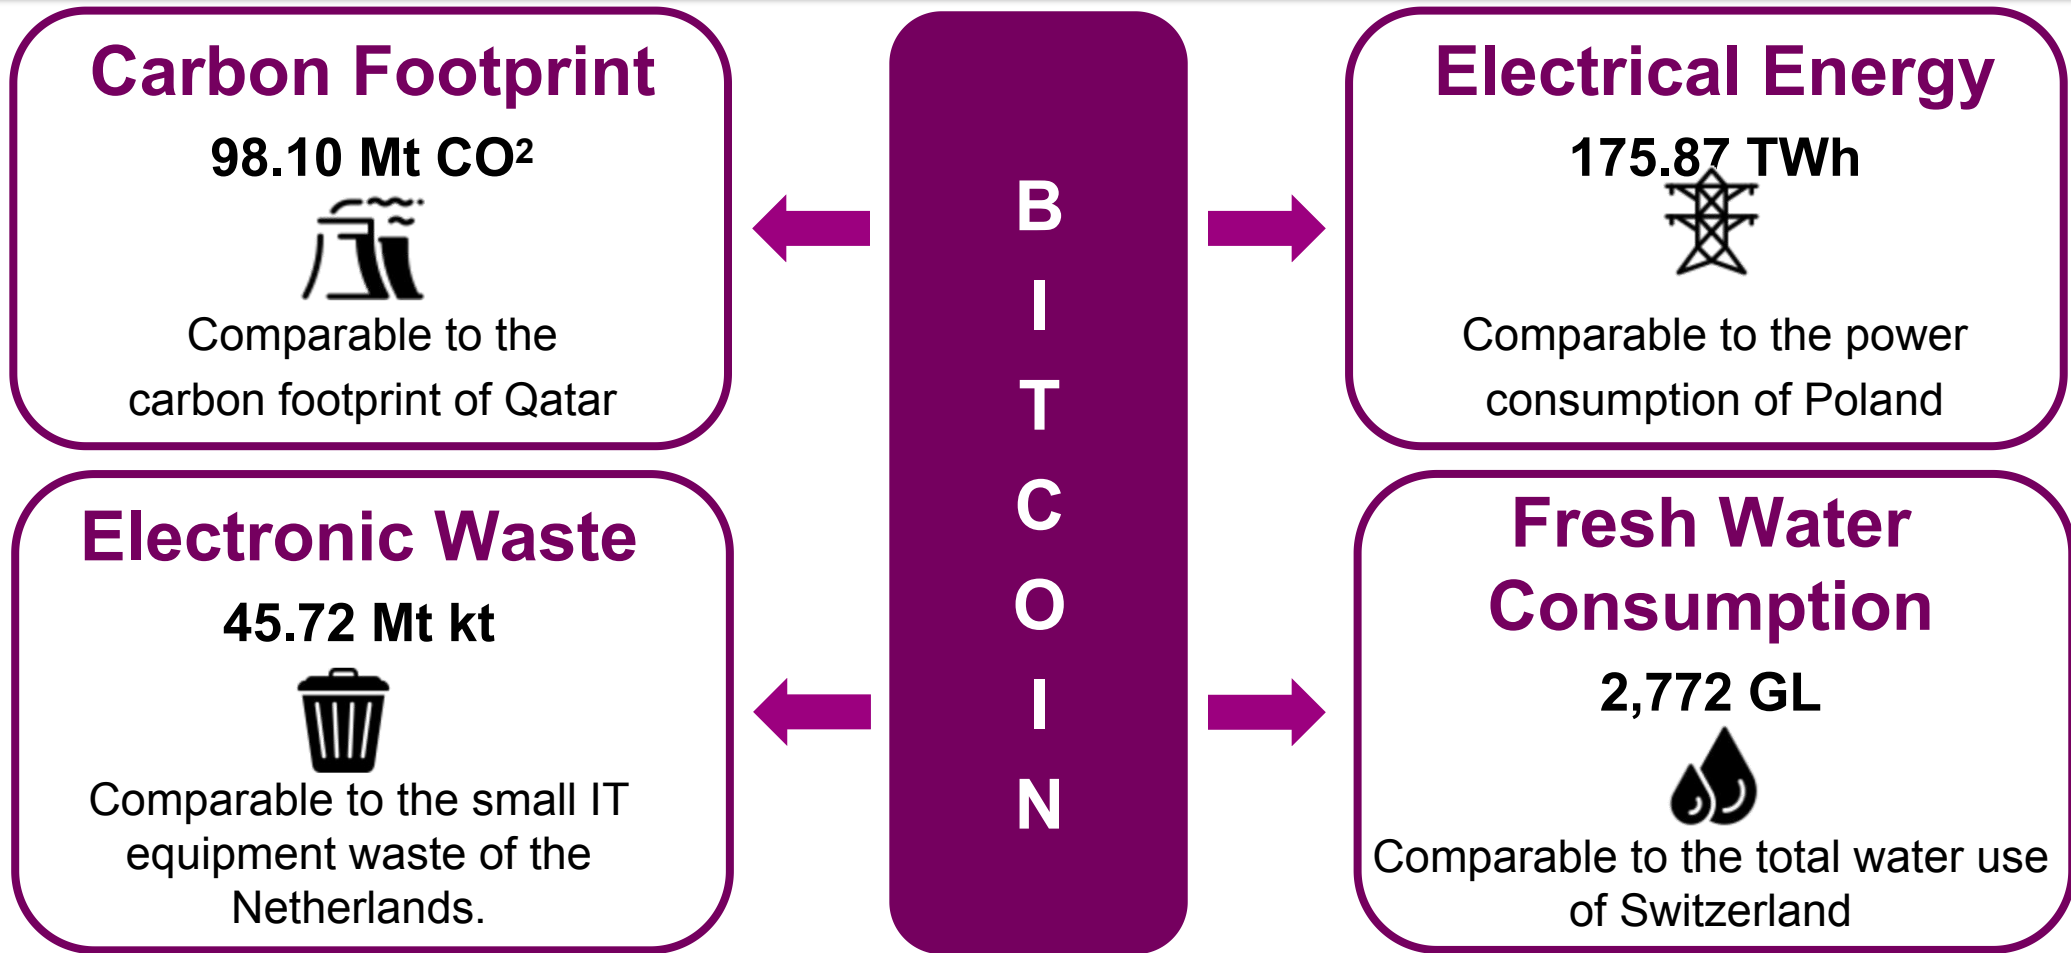 Carbon Footprint
98.10 Mt CO²
Comparable to the
carbon footprint of Qatar
Electronic Waste
45.72 Mt kt
Comparable to the small IT
equipment waste of the
Netherlands.
B
I
T
C
O
I
N
Electrical Energy
175.87 TWh
Comparable to the power
consumption of Poland
Fresh Water
Consumption
2,772 GL
Comparable to the total water use
of Switzerland